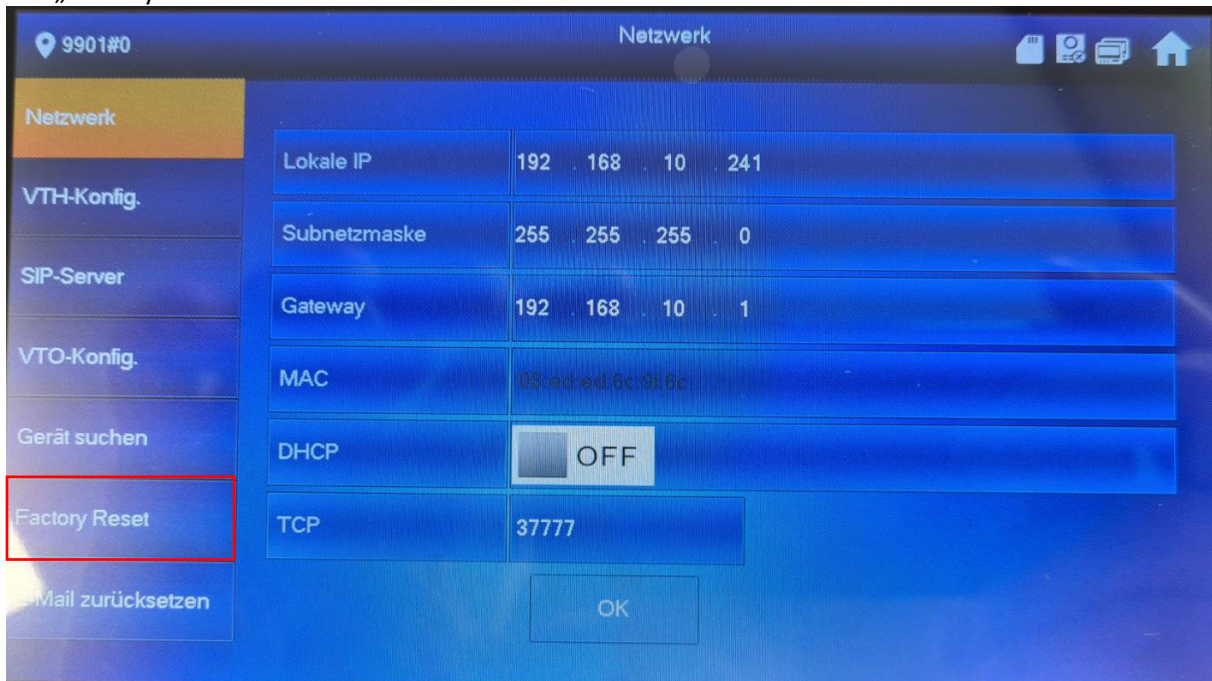 9901#0
Netzwerk
Netzwerk
VTH-Konfig.
SIP-Server
VTO-Konfig.
Gerät suchen
Factory Reset
E-Mail zurücksetzen
Lokale IP 192 . 168 . 10 . 241
Subnetzmaske 255 . 255 . 255 . 0
Gateway 192 . 168 . 10 . 1
MAC
DHCP OFF
TCP 37777
OK